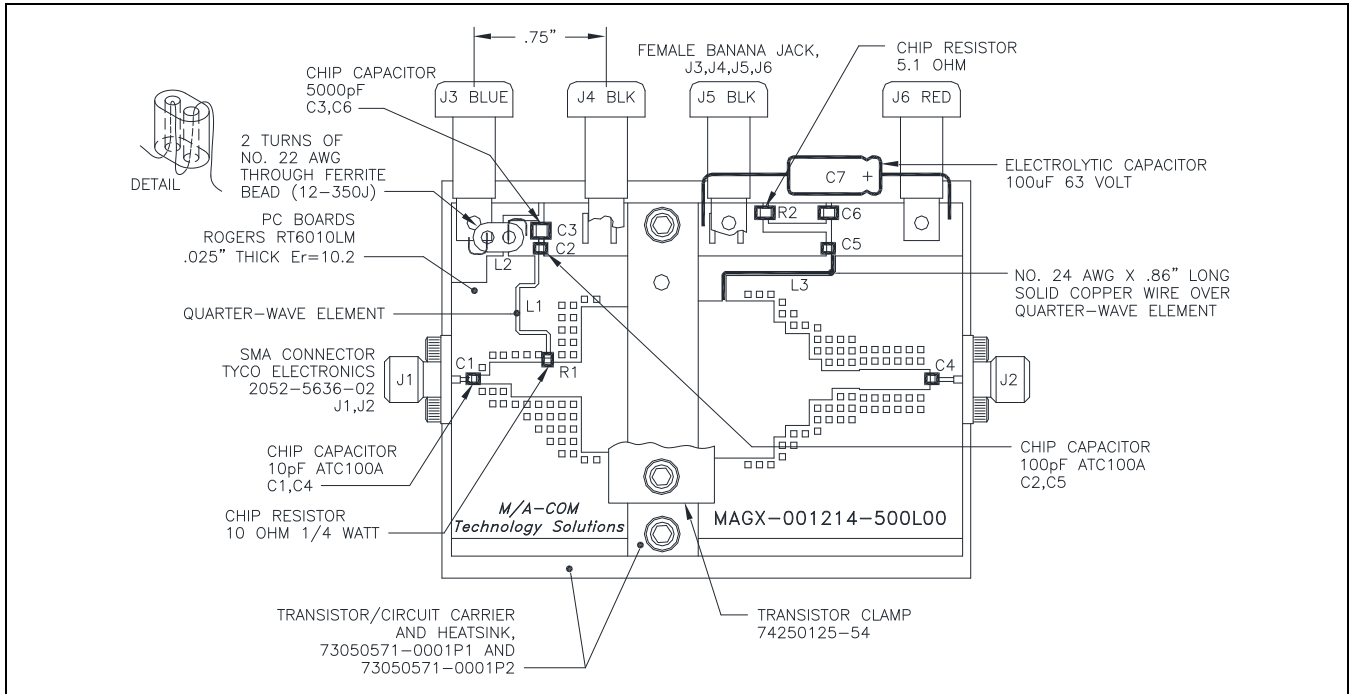 .75"
FEMALE BANANA JACK,
J3,J4,J5,J6
CHIP RESISTOR
5.1 OHM
CHIP CAPACITOR
5000pF
C3,C6
J3 BLUE
J4 BLK
J5 BLK
J6 RED
DETAIL
2 TURNS OF
NO. 22 AWG
THROUGH FERRITE
BEAD (12-350J)
ELECTROLYTIC CAPACITOR
100uF 63 VOLT
C7 +
PC BOARDS
ROGERS RT6010LM
.025" THICK Er=10.2
C3
C2
L2
R2
C6
C5
L3
L1
NO. 24 AWG X .86" LONG
SOLID COPPER WIRE OVER
QUARTER-WAVE ELEMENT
QUARTER-WAVE ELEMENT
SMA CONNECTOR
TYCO ELECTRONICS
2052-5636-02
J1,J2
J1
C1
R1
C4
J2
CHIP CAPACITOR
10pF ATC100A
C1,C4
CHIP CAPACITOR
100pF ATC100A
C2,C5
CHIP RESISTOR
10 OHM 1/4 WATT
M/A-COM
Technology Solutions
MAGX-001214-500L00
TRANSISTOR/CIRCUIT CARRIER
AND HEATSINK,
73050571-0001P1 AND
73050571-0001P2
TRANSISTOR CLAMP
74250125-54